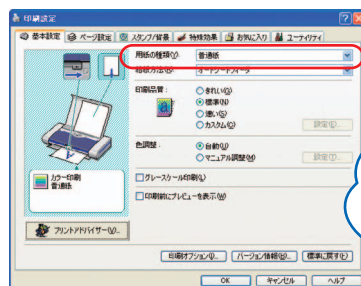 印刷設定
基本設定 ページ設定 スタンプ/背景 特殊効果 お気に入り ユーティリティ
用紙の種類(Y): 普通紙
給紙方法(S): オートシートフィーダ
印刷品質: きれい(G)
標準(N)
速い(S)
カスタム(C) 設定(T)...
色調整: 自動(U)
マニュアル調整(M) 設定(D)...
カラー印刷
普通紙
グレースケール印刷(L)
印刷前にプレビューを表示(W)
プリントアドバイザー(W)...
印刷オプション(I)... バージョン情報(B)... 標準に戻す(F)
OK キャンセル ヘルプ